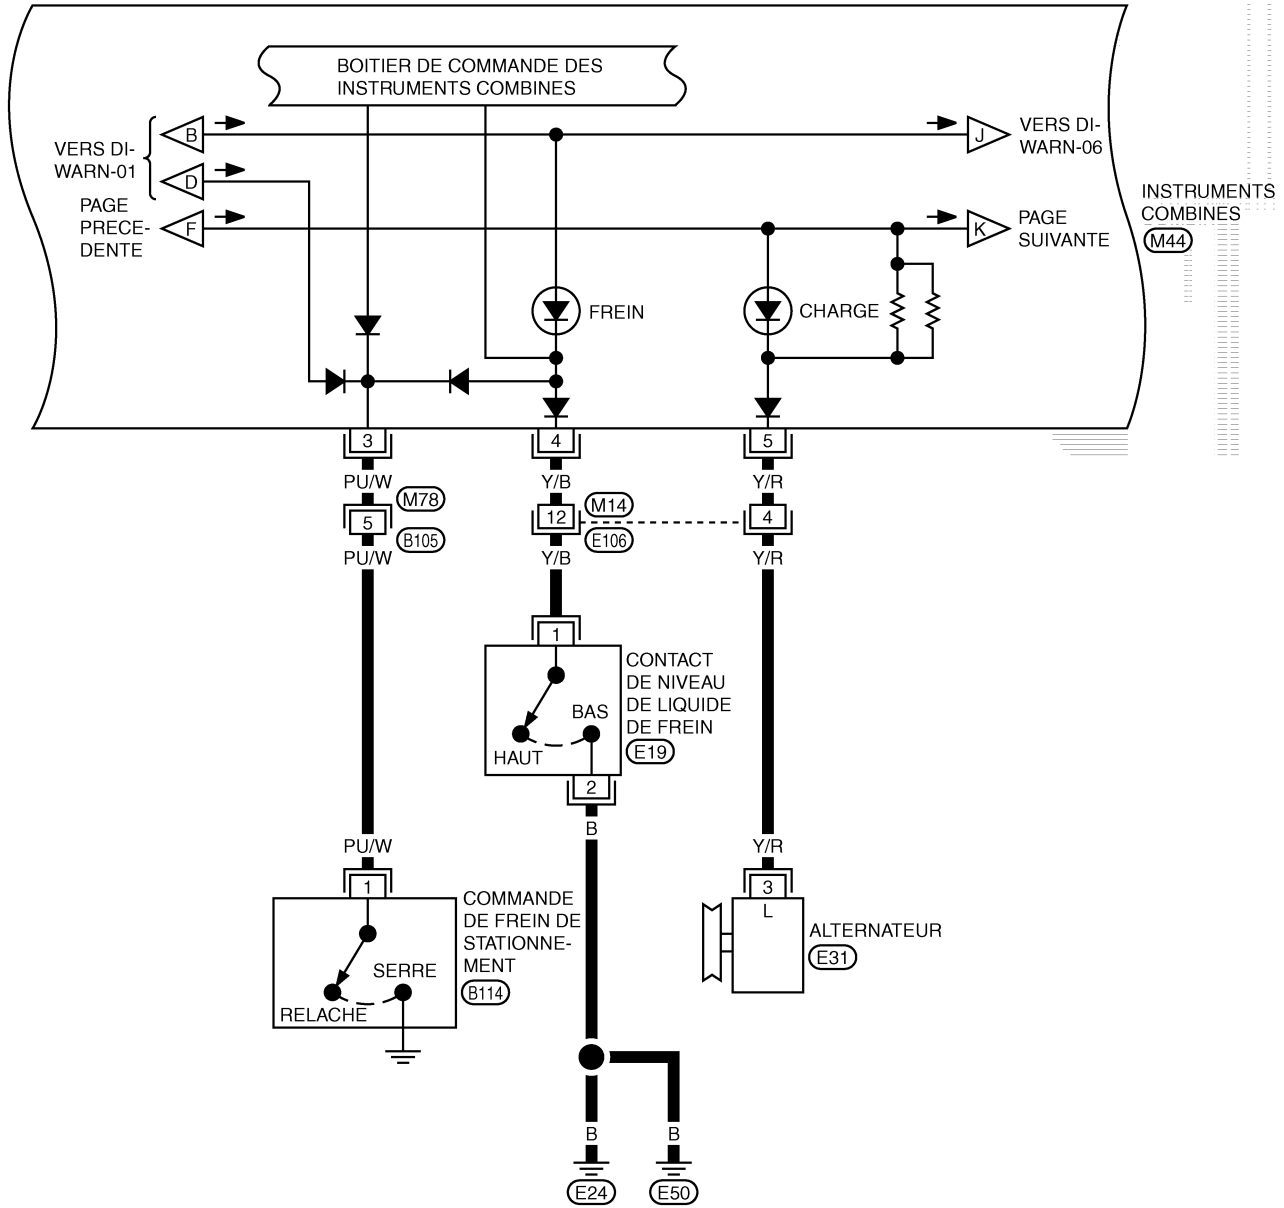 BOITIER DE COMMANDE DES
INSTRUMENTS COMBINES
VERS DI-
WARN-01
B
D
J
VERS DI-
WARN-06
PAGE
PRECE-
DENTE
F
K
PAGE
SUIVANTE
INSTRUMENTS
COMBINES
M44
FREIN
CHARGE
3
4
5
PU/W
Y/B
Y/R
M78
5
B105
M14
12
E106
4
PU/W
Y/B
Y/R
1
CONTACT
DE NIVEAU
DE LIQUIDE
DE FREIN
E19
BAS
HAUT
2
B
PU/W
Y/R
1
COMMANDE
DE FREIN DE
STATIONNE-
MENT
B114
SERRE
RELACHE
3
L
ALTERNATEUR
E31
B
B
E24
E50